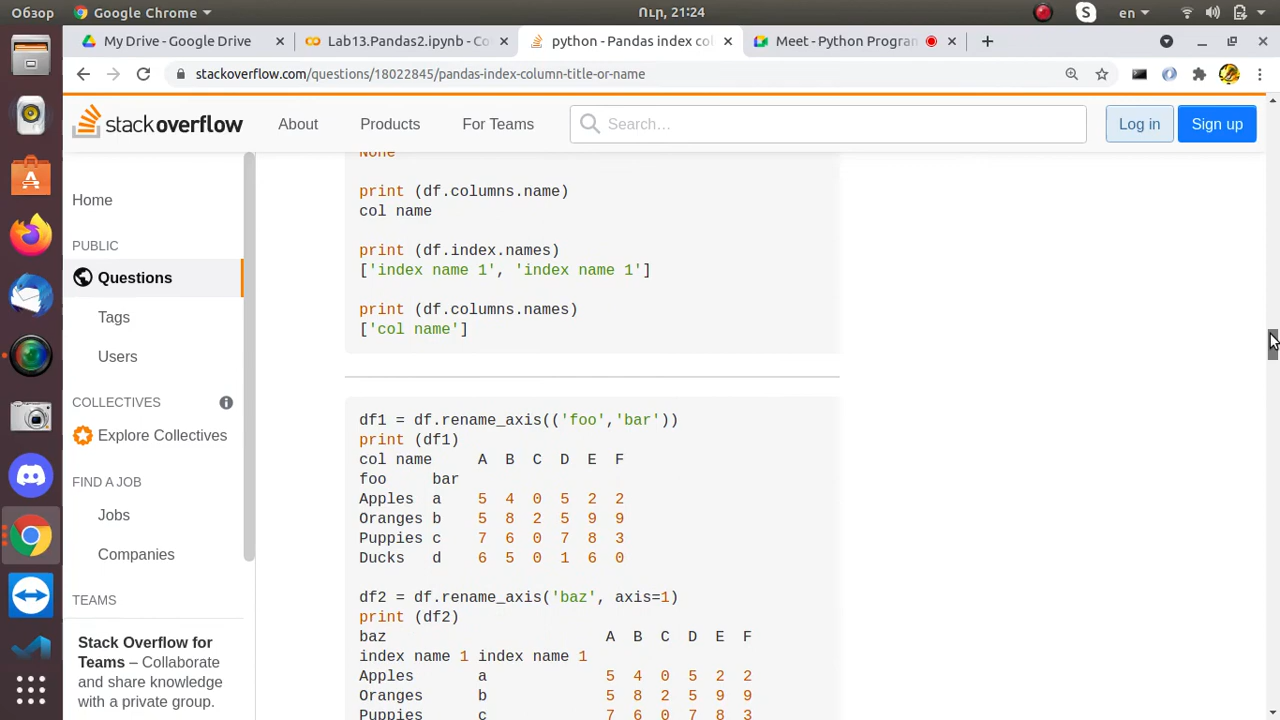 Обзор Google Chrome Ուր, 21:24 en
My Drive - Google Drive Lab13.Pandas2.ipynb - Co python - Pandas index col Meet - Python Program
stackoverflow.com/questions/18022845/pandas-index-column-title-or-name
stackoverflow About Products For Teams Search… Log in Sign up
Home
PUBLIC
Questions
Tags
Users
COLLECTIVES
Explore Collectives
FIND A JOB
Jobs
Companies
TEAMS
Stack Overflow for
Teams – Collaborate
and share knowledge
with a private group.
None
print (df.columns.name)
col name
print (df.index.names)
['index name 1', 'index name 1']
print (df.columns.names)
['col name']
df1 = df.rename_axis(('foo','bar'))
print (df1)
col name A B C D E F
foo bar
Apples a 5 4 0 5 2 2
Oranges b 5 8 2 5 9 9
Puppies c 7 6 0 7 8 3
Ducks d 6 5 0 1 6 0
df2 = df.rename_axis('baz', axis=1)
print (df2)
baz A B C D E F
index name 1 index name 1
Apples a 5 4 0 5 2 2
Oranges b 5 8 2 5 9 9
Puppies c 7 6 0 7 8 3